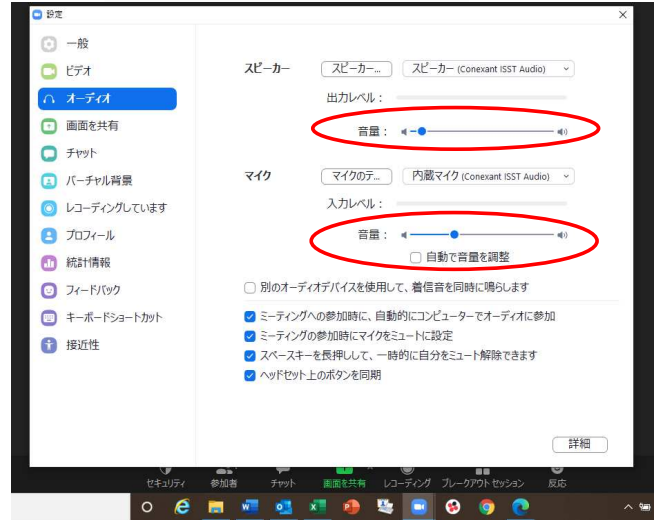 設定
一般
ビデオ
オーディオ
画面を共有
チャット
バーチャル背景
レコーディングしています
プロフィール
統計情報
フィードバック
キーボードショートカット
接近性
スピーカー スピーカー... スピーカー (Conexant ISST Audio)
出力レベル：
音量：
マイク マイクのテ... 内蔵マイク (Conexant ISST Audio)
入力レベル：
音量：
自動で音量を調整
別のオーディオデバイスを使用して、着信音を同時に鳴らします
ミーティングへの参加時に、自動的にコンピューターでオーディオに参加
ミーティングの参加時にマイクをミュートに設定
スペースキーを長押しして、一時的に自分をミュート解除できます
ヘッドセット上のボタンを同期
詳細
セキュリティ 参加者 チャット 画面を共有 レコーディング ブレークアウト セッション 反応